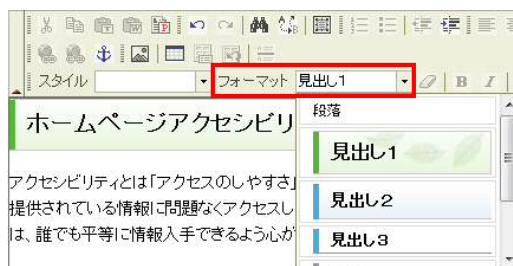 スタイル フォーマット 見出し1 B I
ホームページアクセシビリ
段落
見出し1
見出し2
見出し3
アクセシビリティとは「アクセスのしやすさ」
提供されている情報に問題なくアクセスし
は、誰でも平等に情報入手できるよう心が